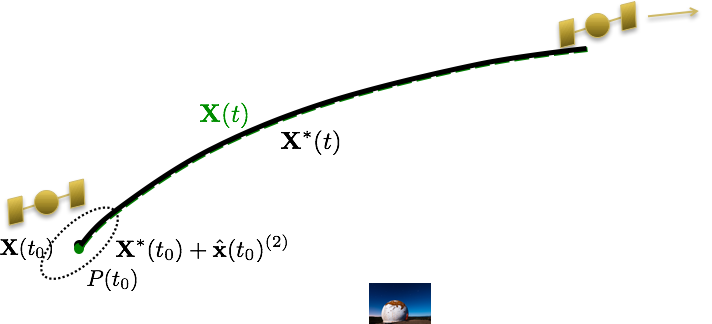 𝐗(t)
𝐗*(t)
𝐗(t₀)
𝐗*(t₀) + 𝐱̂(t₀)⁽²⁾
P(t₀)